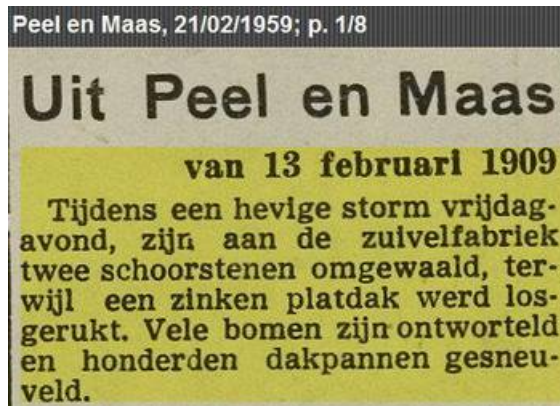 Peel en Maas, 21/02/1959; p. 1/8
Uit Peel en Maas
van 13 februari 1909
Tijdens een hevige storm vrijdag-
avond, zijn aan de zuivelfabriek
twee schoorstenen omgewaaid, ter-
wijl een zinken platdak werd los-
gerukt. Vele bomen zijn ontworteld
en honderden dakpannen gesneu-
veld.